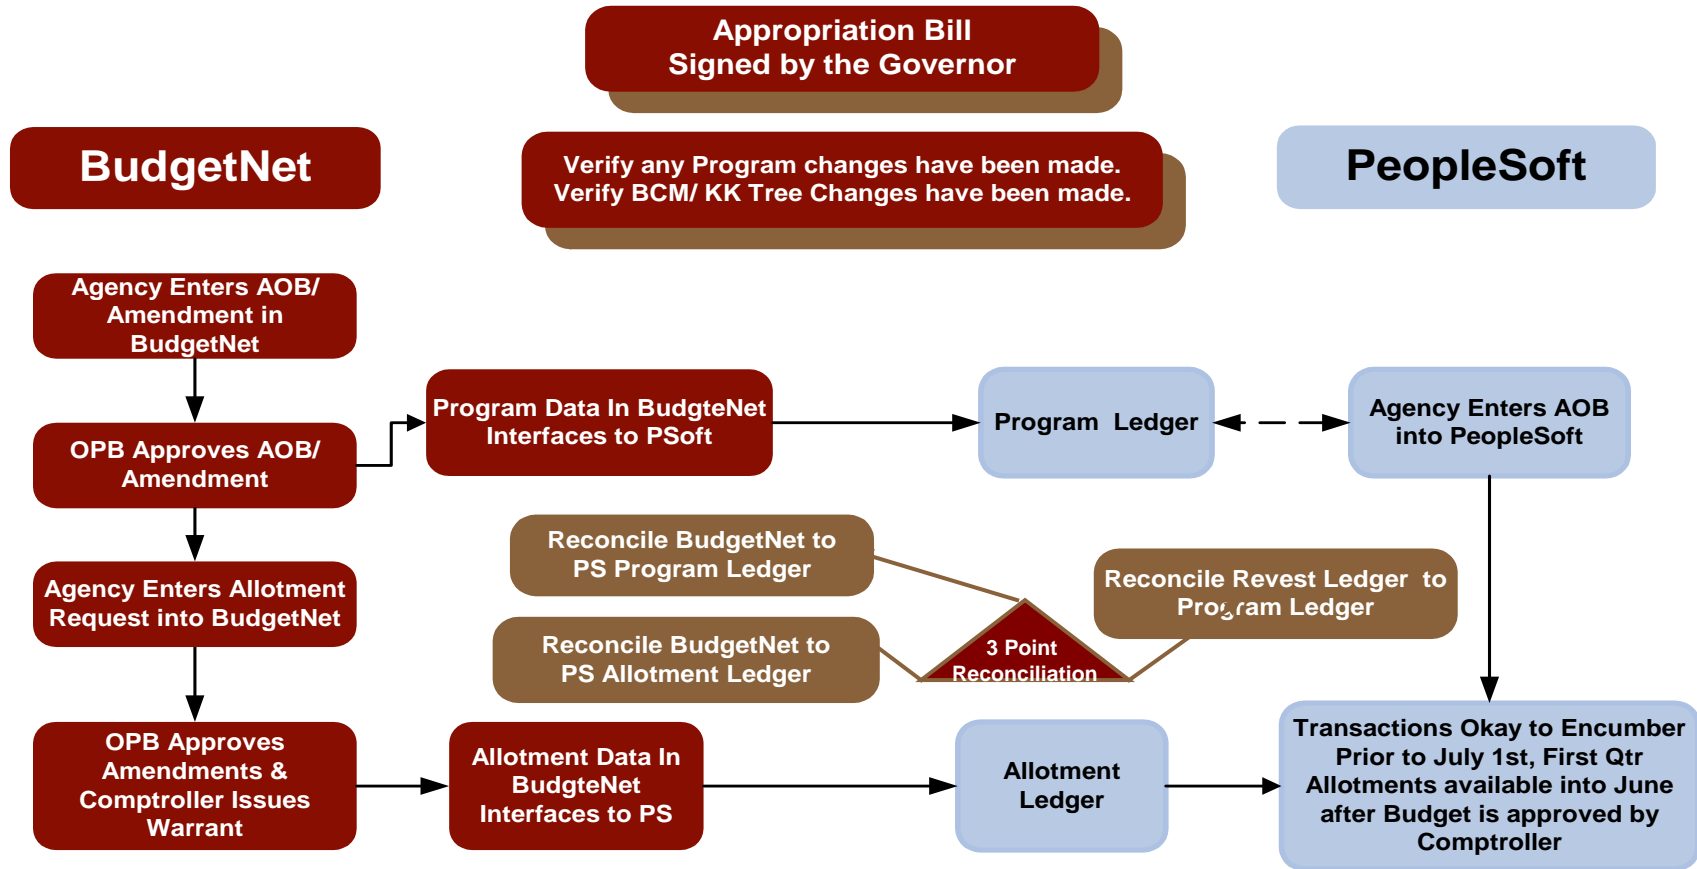 Appropriation Bill
Signed by the Governor
BudgetNet
Verify any Program changes have been made.
Verify BCM/ KK Tree Changes have been made.
PeopleSoft
Agency Enters AOB/
Amendment in
BudgetNet
Program Data In BudgteNet
Interfaces to PSoft
Program Ledger
Agency Enters AOB
into PeopleSoft
OPB Approves AOB/
Amendment
Reconcile BudgetNet to
PS Program Ledger
Reconcile Revest Ledger to
Program Ledger
Agency Enters Allotment
Request into BudgetNet
Reconcile BudgetNet to
PS Allotment Ledger
3 Point
Reconciliation
OPB Approves
Amendments &
Comptroller Issues
Warrant
Allotment Data In
BudgteNet
Interfaces to PS
Allotment
Ledger
Transactions Okay to Encumber
Prior to July 1st, First Qtr
Allotments available into June
after Budget is approved by
Comptroller